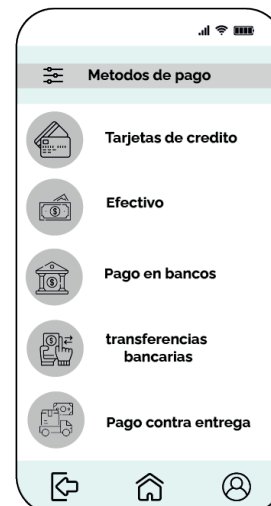 Metodos de pago
Tarjetas de credito
Efectivo
Pago en bancos
transferencias
bancarias
Pago contra entrega